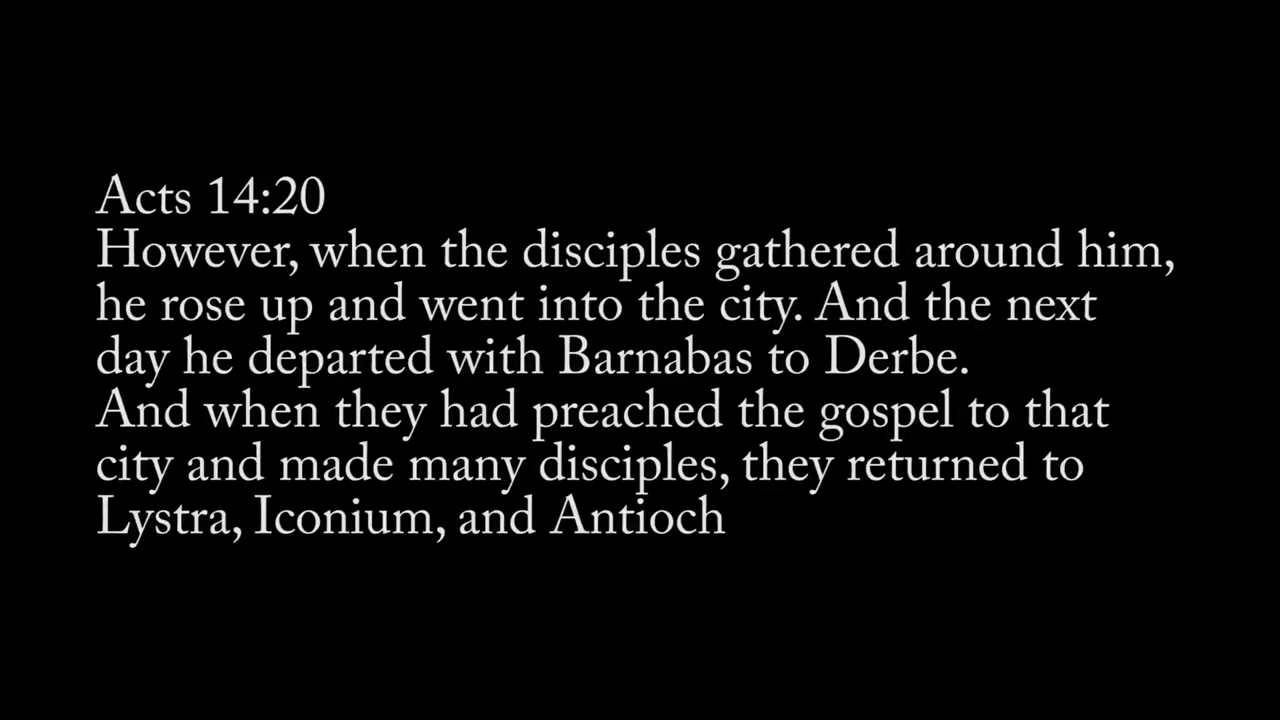 Acts 14:20
However, when the disciples gathered around him,
he rose up and went into the city. And the next
day he departed with Barnabas to Derbe.
And when they had preached the gospel to that
city and made many disciples, they returned to
Lystra, Iconium, and Antioch